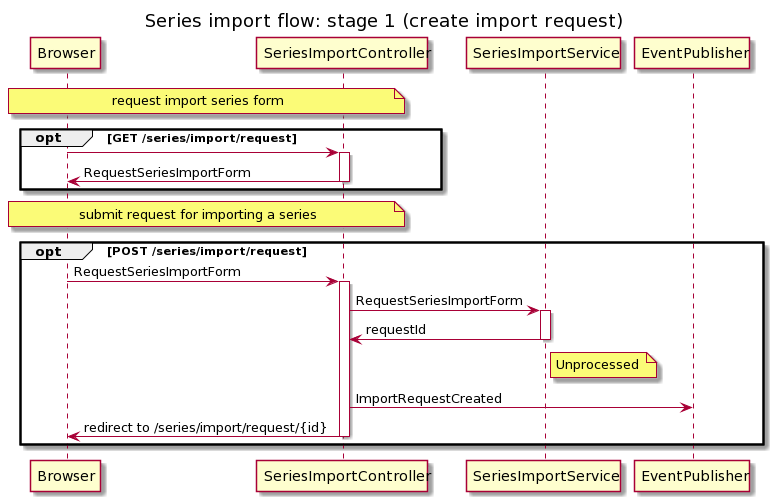 Series import flow: stage 1 (create import request)
Browser SeriesImportController SeriesImportService EventPublisher
request import series form
opt [GET /series/import/request]
RequestSeriesImportForm
submit request for importing a series
opt [POST /series/import/request]
RequestSeriesImportForm
RequestSeriesImportForm
requestId
Unprocessed
ImportRequestCreated
redirect to /series/import/request/{id}
Browser SeriesImportController SeriesImportService EventPublisher